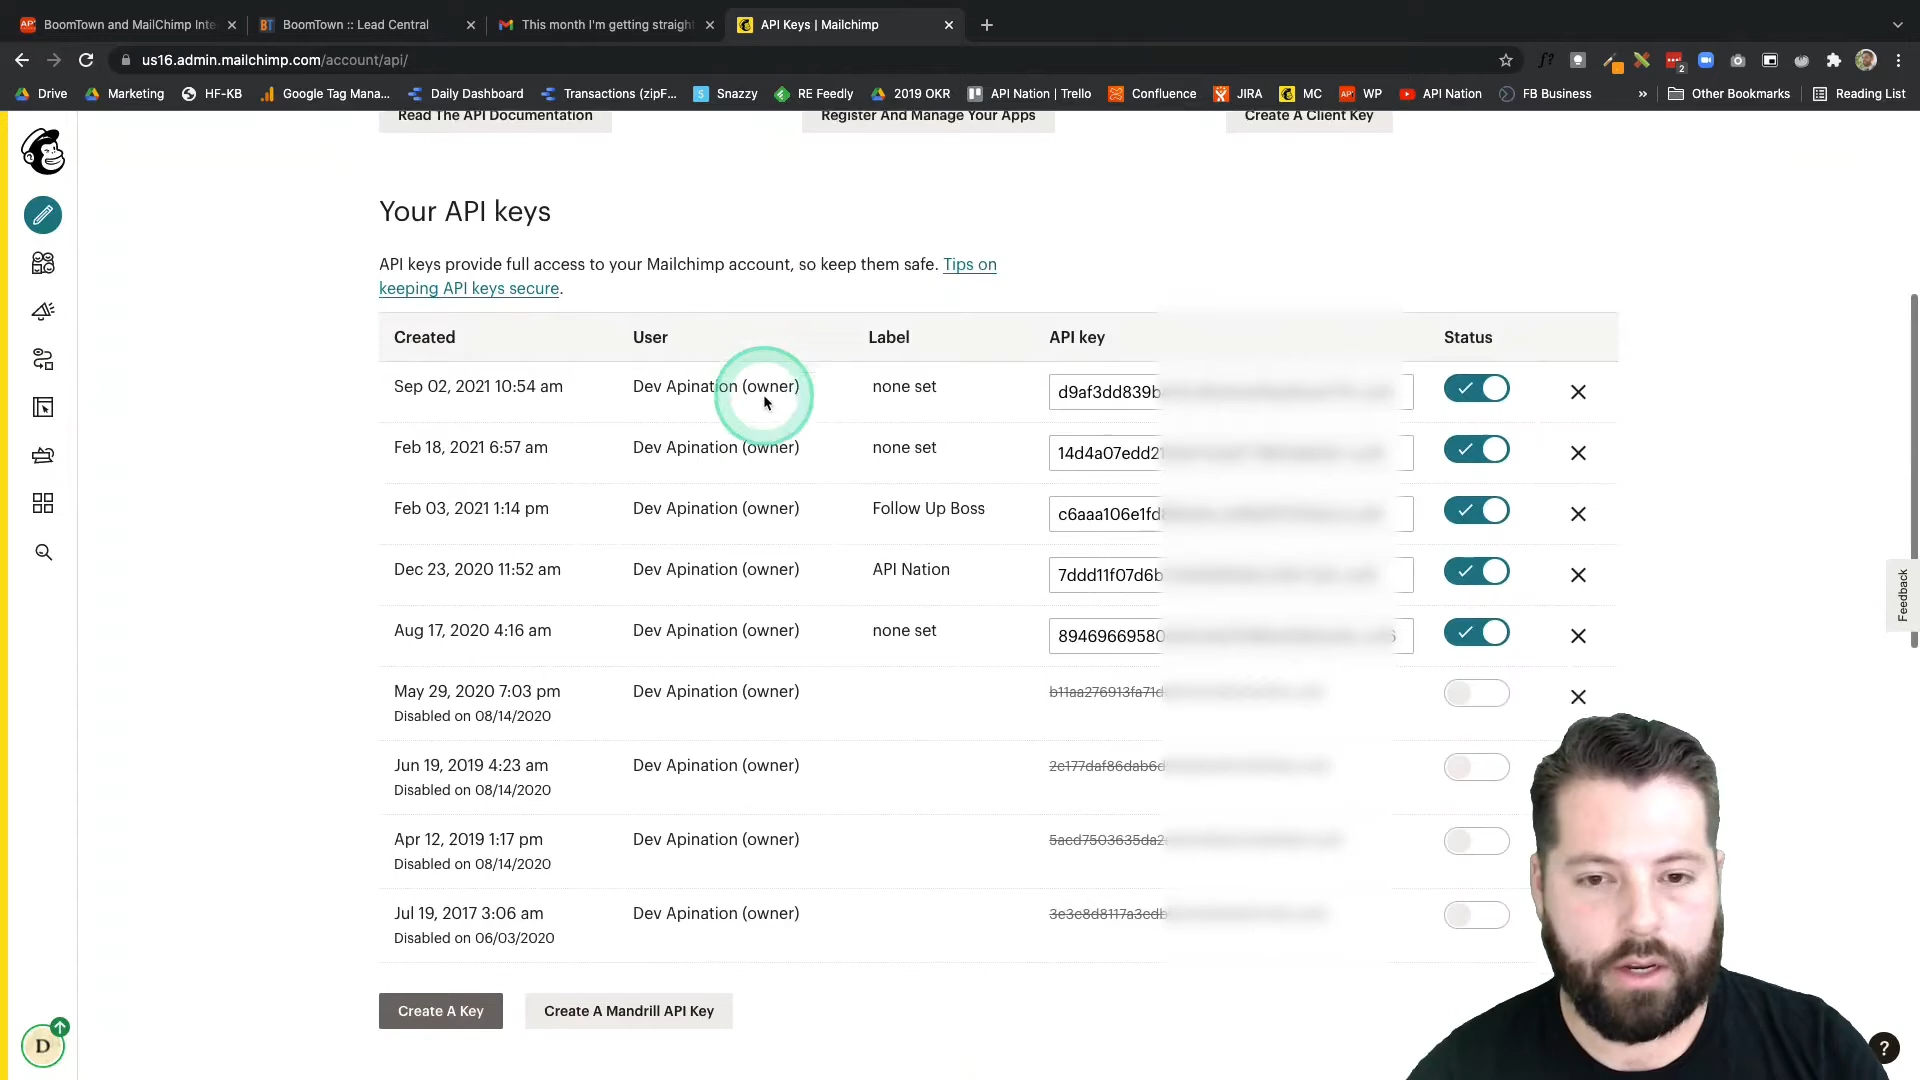 BoomTown and MailChimp Inte
BoomTown :: Lead Central
This month I'm getting straight
API Keys | Mailchimp
us16.admin.mailchimp.com/account/api/
Drive
Marketing
HF-KB
Google Tag Mana...
Daily Dashboard
Transactions (zipF...
S Snazzy
RE Feedly
2019 OKR
API Nation | Trello
Confluence
JIRA
MC
WP
API Nation
FB Business
»
Other Bookmarks
Reading List
Read The API Documentation
Register And Manage Your Apps
Create A Client Key
Your API keys
API keys provide full access to your Mailchimp account, so keep them safe. Tips on
keeping API keys secure.
Created User Label API key Status
Sep 02, 2021 10:54 am Dev Apination (owner) none set d9af3dd839b
Feb 18, 2021 6:57 am Dev Apination (owner) none set 14d4a07edd2
Feb 03, 2021 1:14 pm Dev Apination (owner) Follow Up Boss c6aaa106e1fd
Dec 23, 2020 11:52 am Dev Apination (owner) API Nation 7ddd11f07d6b
Aug 17, 2020 4:16 am Dev Apination (owner) none set 89469669580
May 29, 2020 7:03 pm Dev Apination (owner) b11aa276913fa71d
Disabled on 08/14/2020
Jun 19, 2019 4:23 am Dev Apination (owner) 2c177daf86dab6d
Disabled on 08/14/2020
Apr 12, 2019 1:17 pm Dev Apination (owner) 5acd7503635da2
Disabled on 08/14/2020
Jul 19, 2017 3:06 am Dev Apination (owner) 3c3c8d8117a3cdb
Disabled on 06/03/2020
Create A Key
Create A Mandrill API Key
Feedback
D
?